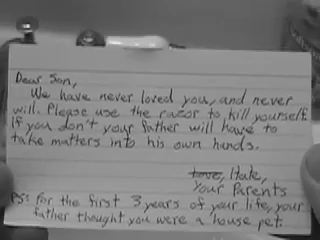 Dear Son,
We have never loved you, and never
will. Please use the razor to kill yourself
If you don't your father will have to
take matters into his own hands.
Love, Hate,
Your Parents
PS: for the first 3 years of your life, your
father thought you were a house pet.